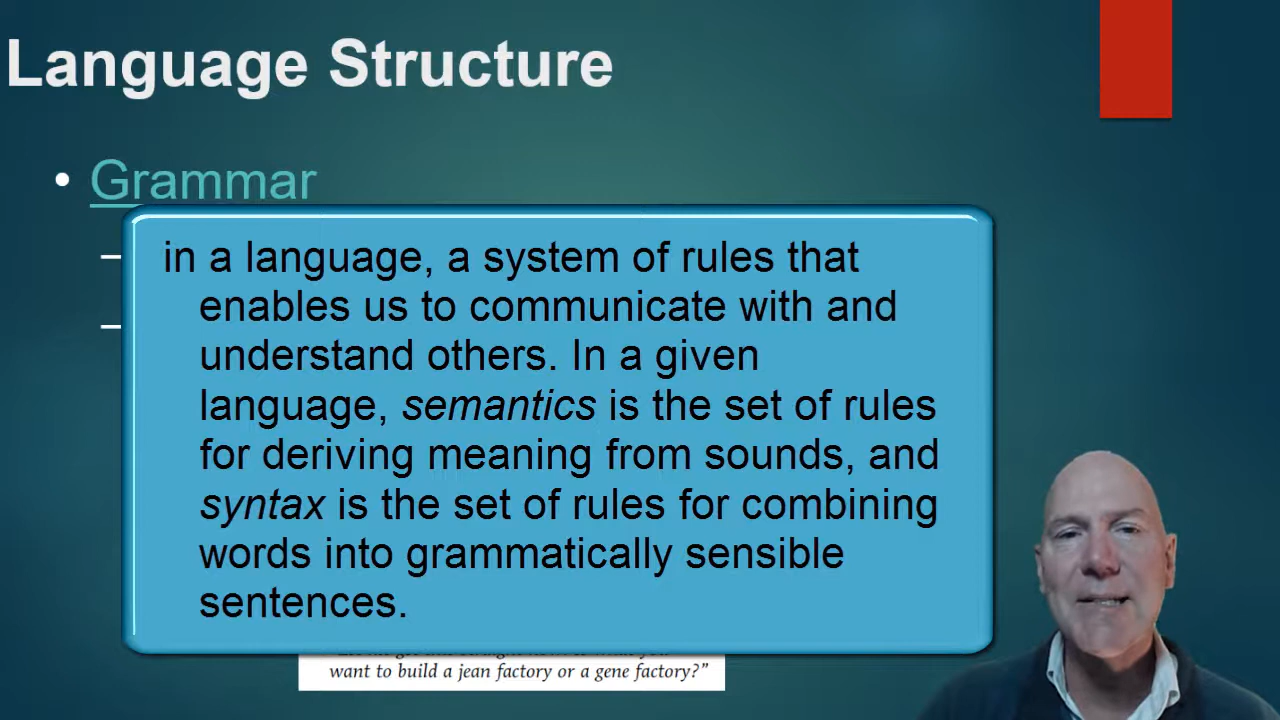 Language Structure
• Grammar
–
in a language, a system of rules that
enables us to communicate with and
–
understand others. In a given
language, semantics is the set of rules
for deriving meaning from sounds, and
syntax is the set of rules for combining
words into grammatically sensible
sentences.
want to build a jean factory or a gene factory?”